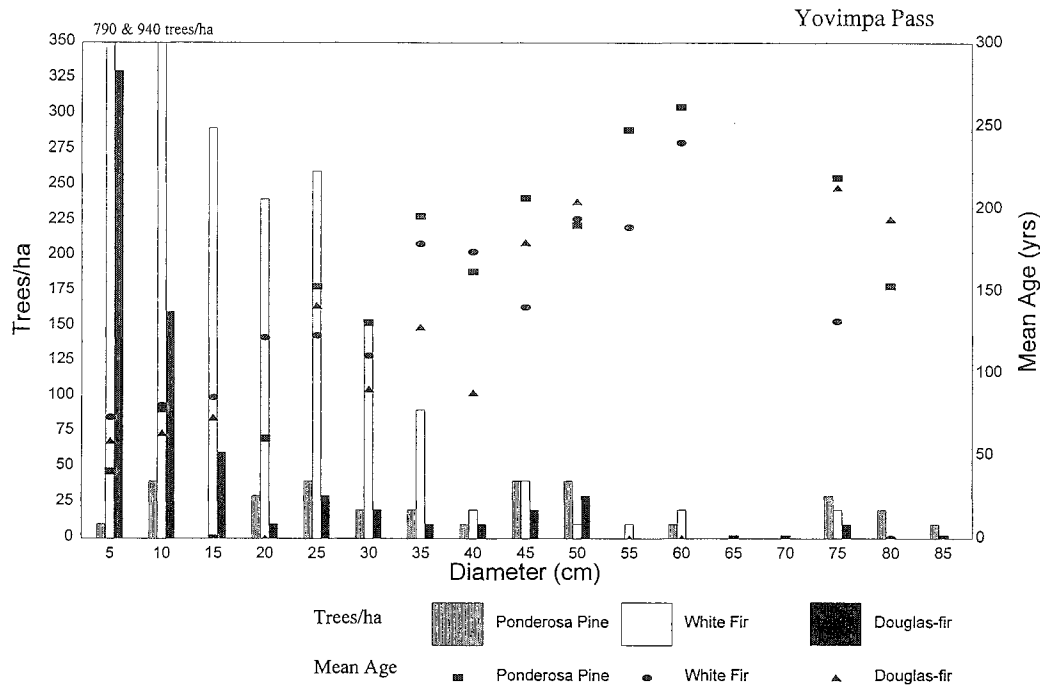 790 & 940 trees/ha
Yovimpa Pass
350
325
300
275
250
225
200
175
150
125
100
75
50
25
0
Trees/ha
300
250
200
150
100
50
0
Mean Age (yrs)
5 10 15 20 25 30 35 40 45 50 55 60 65 70 75 80 85
Diameter (cm)
Trees/ha Ponderosa Pine White Fir Douglas-fir
Mean Age Ponderosa Pine White Fir Douglas-fir